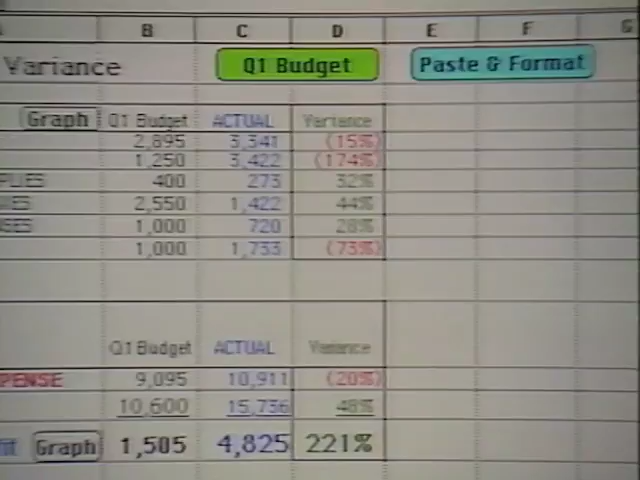 B C D E F G
Variance Q1 Budget Paste & Format
Graph Q1 Budget ACTUAL Variance
2,895 3,341 (15%)
1,250 3,422 (174%)
PLIES 400 273 32%
2,550 1,422 44%
SES 1,000 720 28%
1,000 1,733 (73%)
Q1 Budget ACTUAL Variance
PENSE 9,095 10,911 (20%)
10,600 15,736 48%
Graph 1,505 4,825 221%